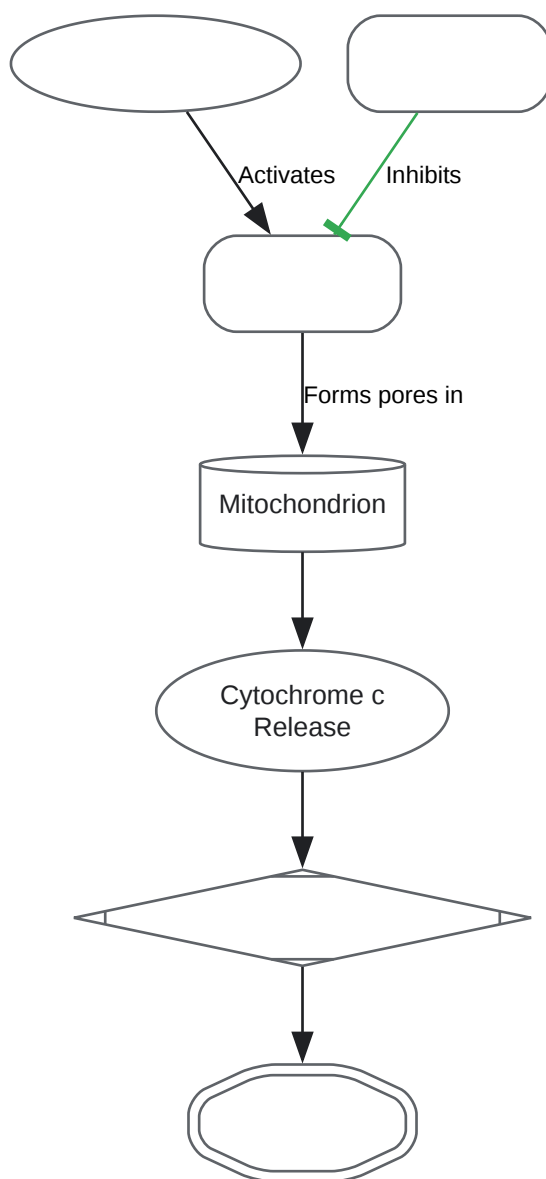 Activates
Inhibits
Forms pores in
Mitochondrion
Cytochrome c
Release